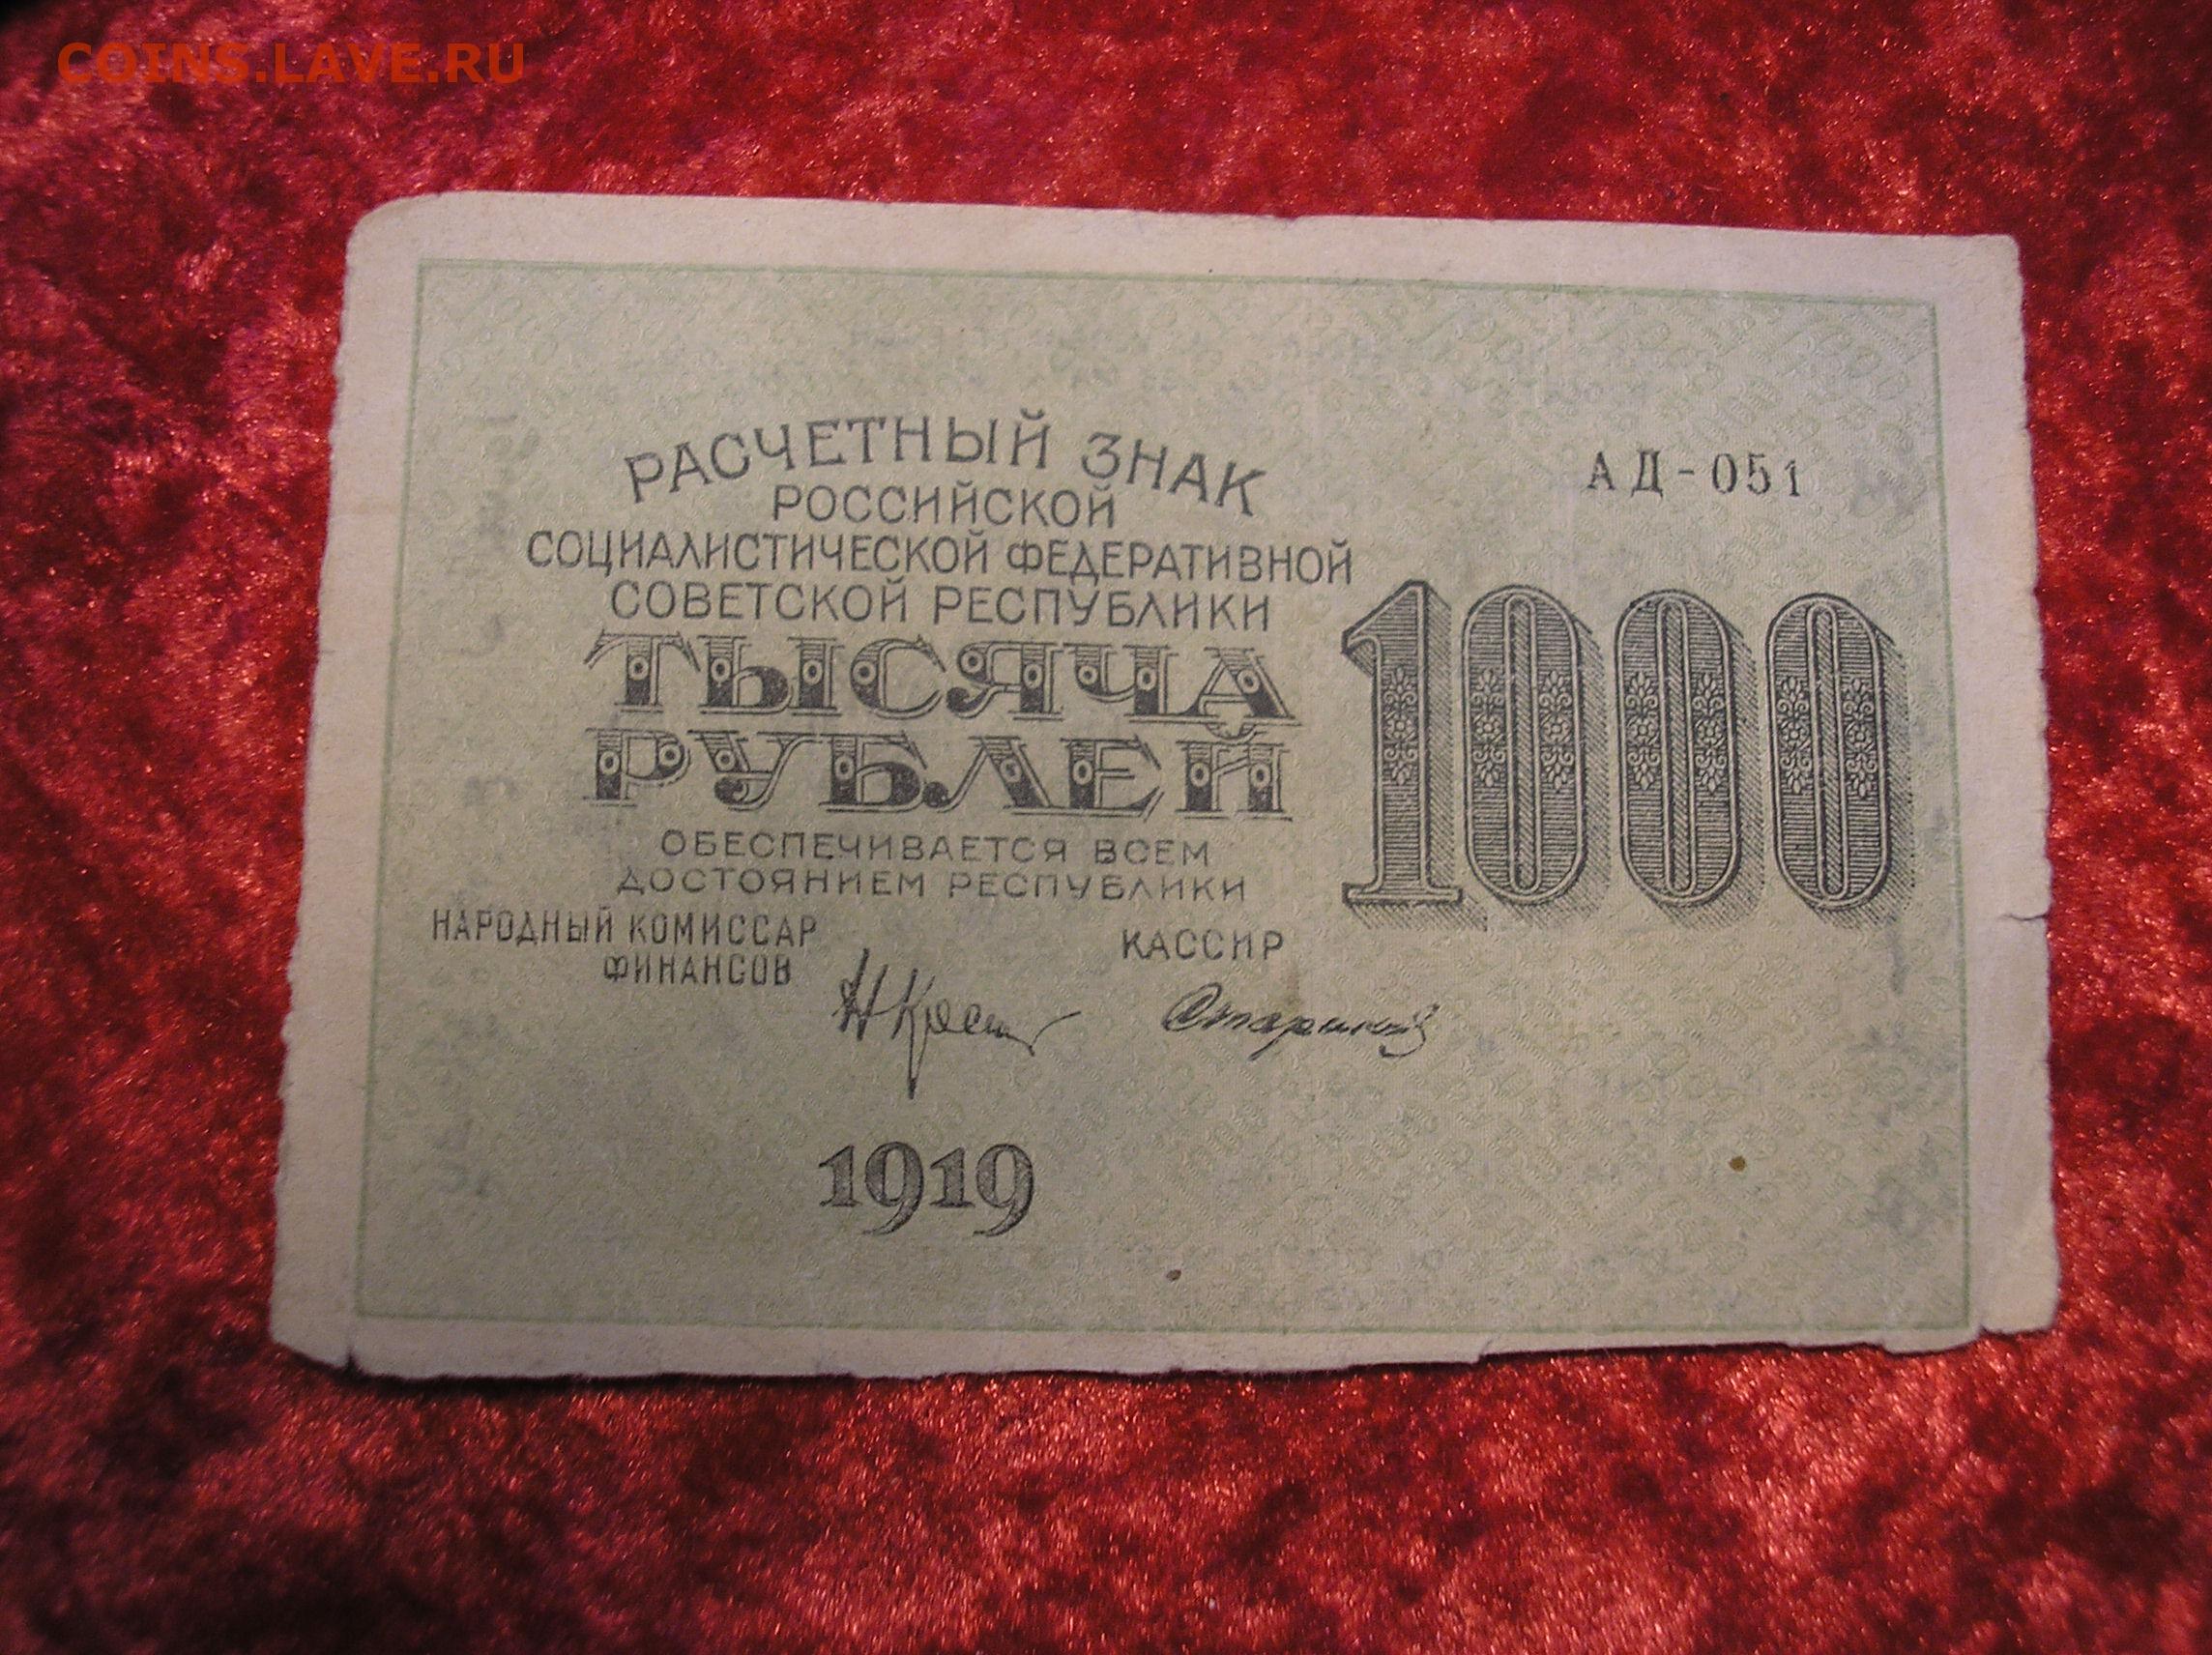 COINS.LAVE.RU
РАСЧЕТНЫЙ ЗНАК
РОССИЙСКОЙ
СОЦИАЛИСТИЧЕСКОЙ ФЕДЕРАТИВНОЙ
СОВЕТСКОЙ РЕСПУБЛИКИ
ТЫСЯЧА
РУБЛЕЙ
АД-051
1000
ОБЕСПЕЧИВАЕТСЯ ВСЕМ
ДОСТОЯНИЕМ РЕСПУБЛИКИ
НАРОДНЫЙ КОМИССАР
ФИНАНСОВ
КАССИР
1919